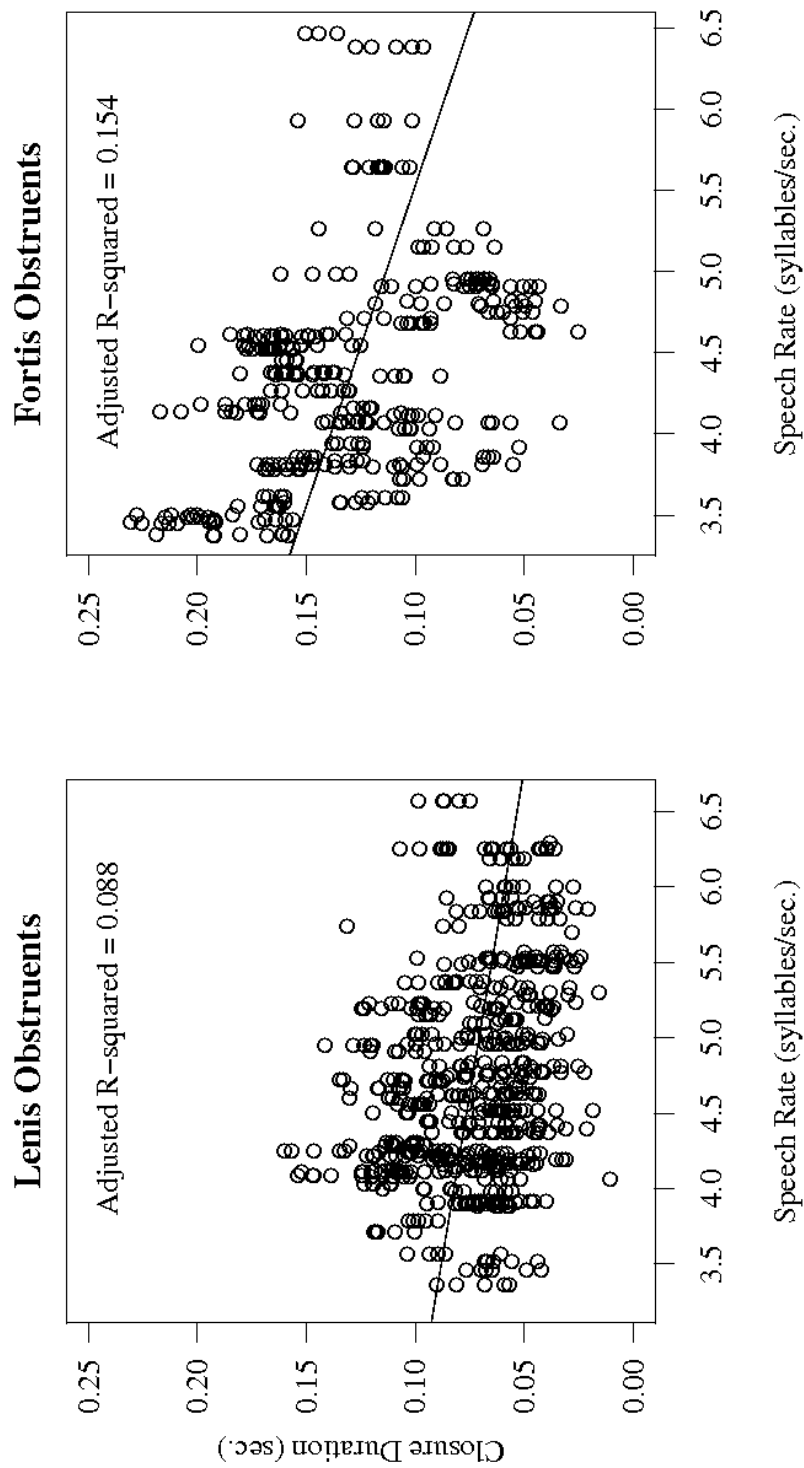 Lenis Obstruents
Adjusted R−squared = 0.088
Closure Duration (sec.)
0.25
0.20
0.15
0.10
0.05
0.00
3.5 4.0 4.5 5.0 5.5 6.0 6.5
Speech Rate (syllables/sec.)
Fortis Obstruents
Adjusted R−squared = 0.154
0.25
0.20
0.15
0.10
0.05
0.00
3.5 4.0 4.5 5.0 5.5 6.0 6.5
Speech Rate (syllables/sec.)